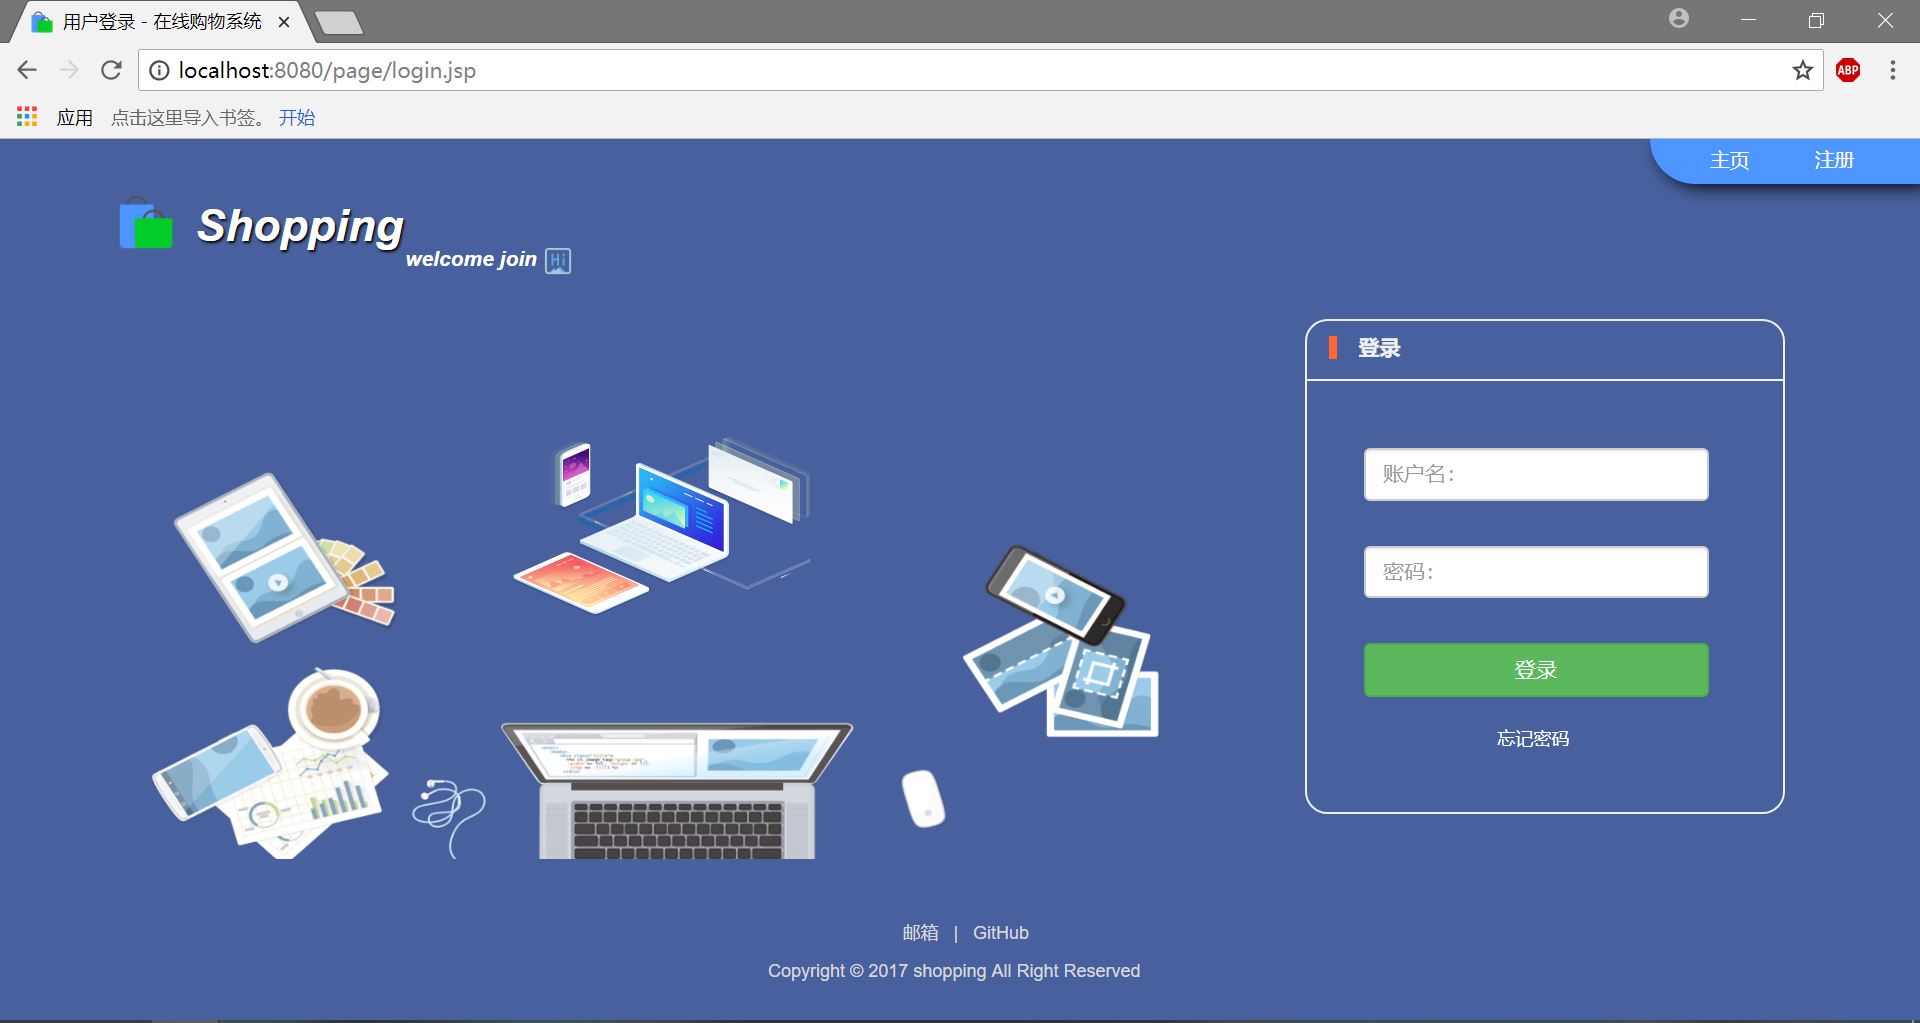 用户登录 - 在线购物系统
localhost:8080/page/login.jsp
ABP
应用 点击这里导入书签。 开始
主页 注册
Shopping
welcome join Hi
登录
账户名：
密码：
登录
忘记密码
邮箱 | GitHub
Copyright © 2017 shopping All Right Reserved